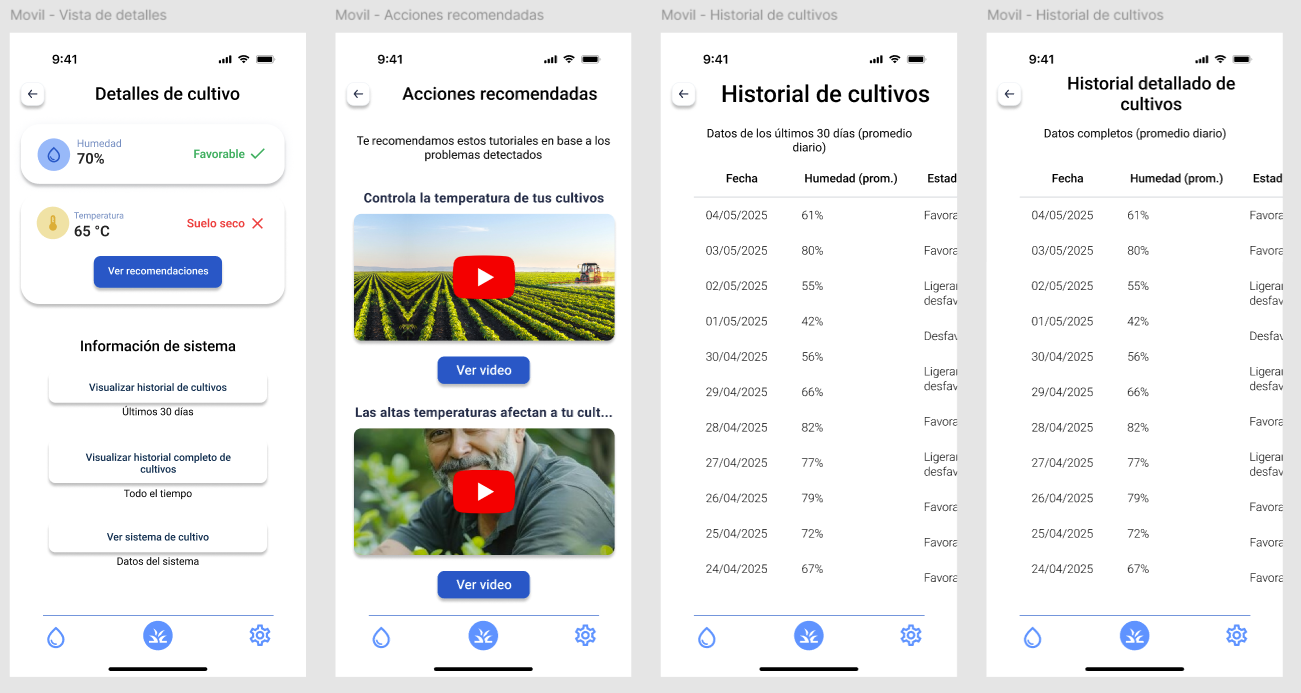 Movil - Vista de detalles
9:41
Detalles de cultivo
Humedad
70%
Favorable
Temperatura
65 °C
Suelo seco
Ver recomendaciones
Información de sistema
Visualizar historial de cultivos
Últimos 30 días
Visualizar historial completo de
cultivos
Todo el tiempo
Ver sistema de cultivo
Datos del sistema
Movil - Acciones recomendadas
9:41
Acciones recomendadas
Te recomendamos estos tutoriales en base a los
problemas detectados
Controla la temperatura de tus cultivos
Ver video
Las altas temperaturas afectan a tu cult...
Ver video
Movil - Historial de cultivos
9:41
Historial de cultivos
Datos de los últimos 30 días (promedio
diario)
Fecha Humedad (prom.) Estad
04/05/2025 61% Favora
03/05/2025 80% Favora
02/05/2025 55% Ligerar
desfav
01/05/2025 42% Desfav
30/04/2025 56% Ligerar
desfav
29/04/2025 66% Favora
28/04/2025 82% Ligerar
desfav
27/04/2025 77% Favora
26/04/2025 79% Favora
25/04/2025 72% Favora
24/04/2025 67%
Movil - Historial de cultivos
9:41
Historial detallado de
cultivos
Datos completos (promedio diario)
Fecha Humedad (prom.) Estad
04/05/2025 61% Favora
03/05/2025 80% Favora
02/05/2025 55% Ligerar
desfav
01/05/2025 42% Desfav
30/04/2025 56% Ligerar
desfav
29/04/2025 66% Favora
28/04/2025 82% Ligerar
desfav
27/04/2025 77% Favora
26/04/2025 79% Favora
25/04/2025 72% Favora
24/04/2025 67%